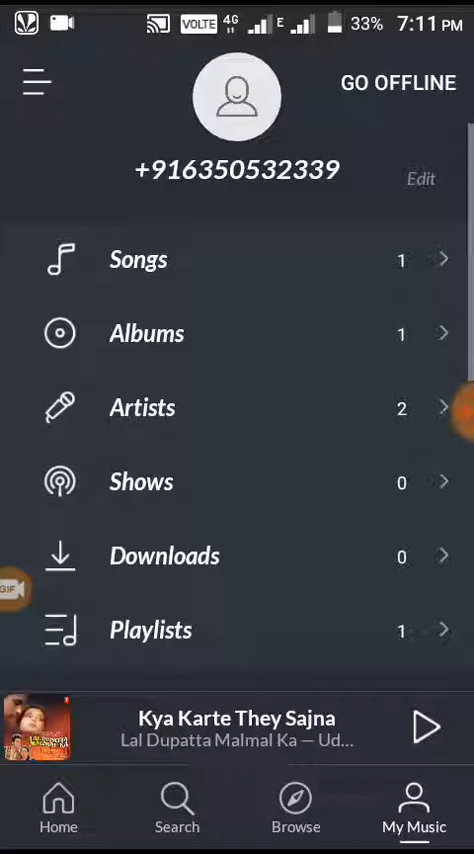 VOLTE 4G E 33% 7:11 PM
GO OFFLINE
+916350532339
Edit
Songs 1
Albums 1
Artists 2
Shows 0
GIF
Downloads 0
Playlists 1
Kya Karte They Sajna
Lal Dupatta Malmal Ka — Ud...
Home Search Browse My Music